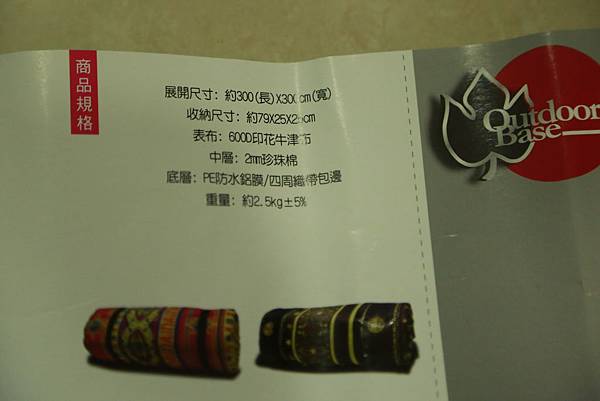 商品規格
展開尺寸: 約300(長)X300cm(寬)
收納尺寸: 約79X25X25cm
表布: 600D印花牛津布
中層: 2mm珍珠棉
底層: PE防水鋁膜/四周織帶包邊
重量: 約2.5kg±5%
Outdoor
Base